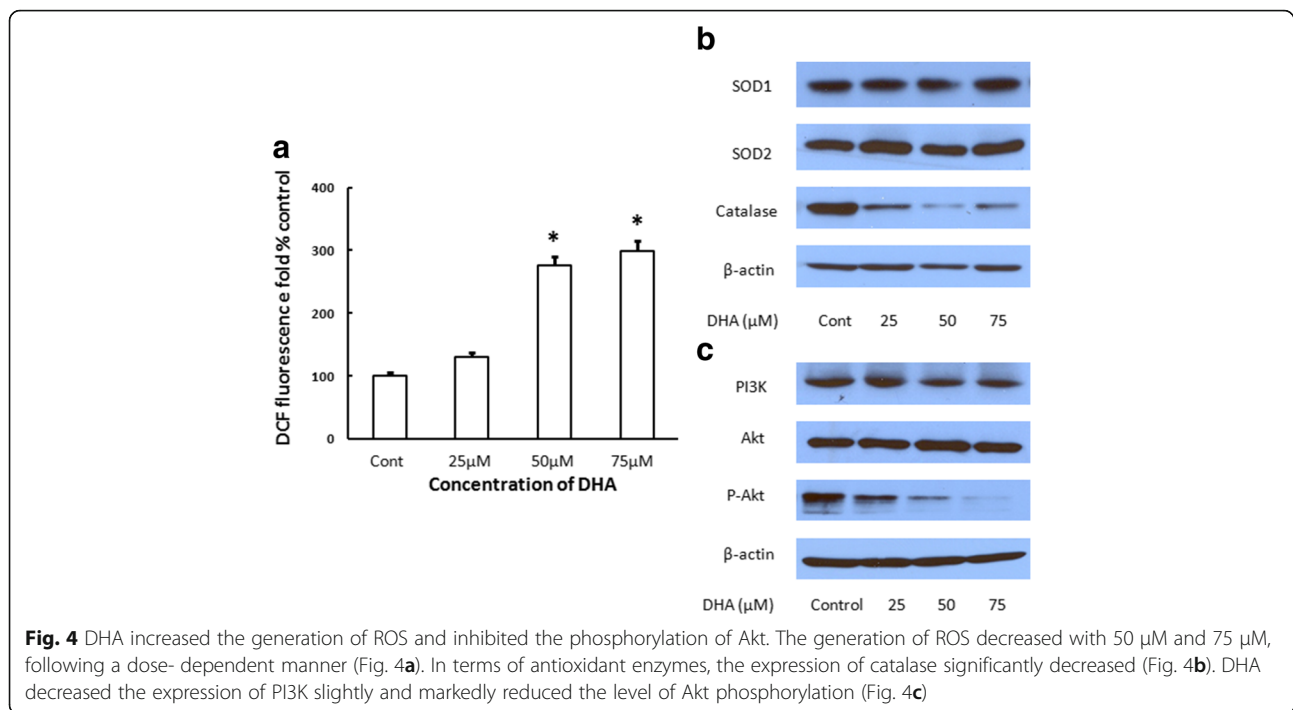 a
DCF fluorescence fold % control
400
300
200
100
0
*
*
Cont 25μM 50μM 75μM
Concentration of DHA
b
SOD1
SOD2
Catalase
β-actin
DHA (μM) Cont 25 50 75
c
PI3K
Akt
P-Akt
β-actin
DHA (μM) Control 25 50 75
Fig. 4 DHA increased the generation of ROS and inhibited the phosphorylation of Akt. The generation of ROS decreased with 50 μM and 75 μM,
following a dose- dependent manner (Fig. 4a). In terms of antioxidant enzymes, the expression of catalase significantly decreased (Fig. 4b). DHA
decreased the expression of PI3K slightly and markedly reduced the level of Akt phosphorylation (Fig. 4c)